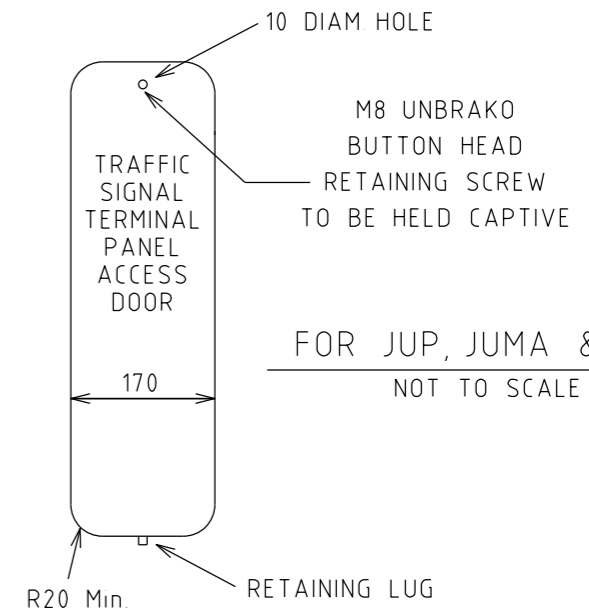 10 DIAM. HOLE
M8 UNBRAKO
BUTTON HEAD
RETAINING SCREW
TO BE HELD CAPTIVE
TRAFFIC
SIGNAL
TERMINAL
PANEL
ACCESS
DOOR
FOR JUP, JUMA &
NOT TO SCALE
170
R20 Min.
RETAINING LUG